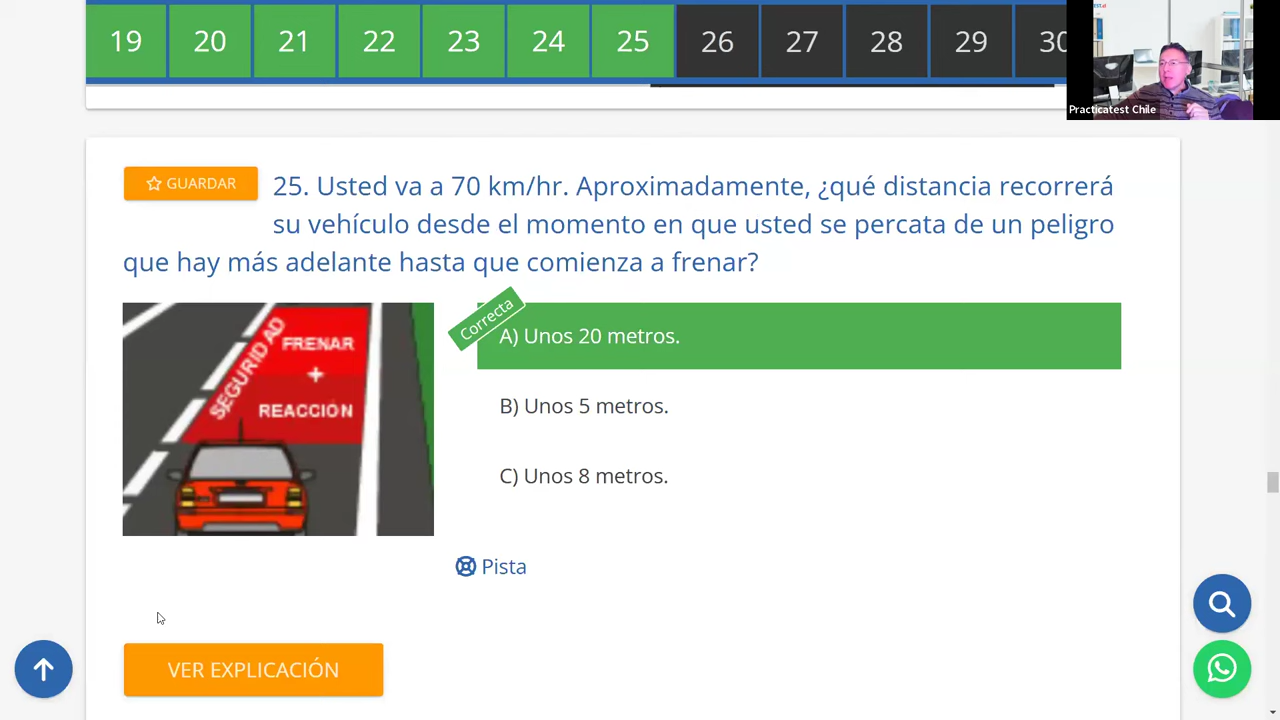 19 20 21 22 23 24 25 26 27 28 29 30
Practicatest Chile
GUARDAR
25. Usted va a 70 km/hr. Aproximadamente, ¿qué distancia recorrerá
su vehículo desde el momento en que usted se percata de un peligro
que hay más adelante hasta que comienza a frenar?
SEGURIDAD
FRENAR
+
REACCIÓN
Correcta
A) Unos 20 metros.
B) Unos 5 metros.
C) Unos 8 metros.
Pista
VER EXPLICACIÓN